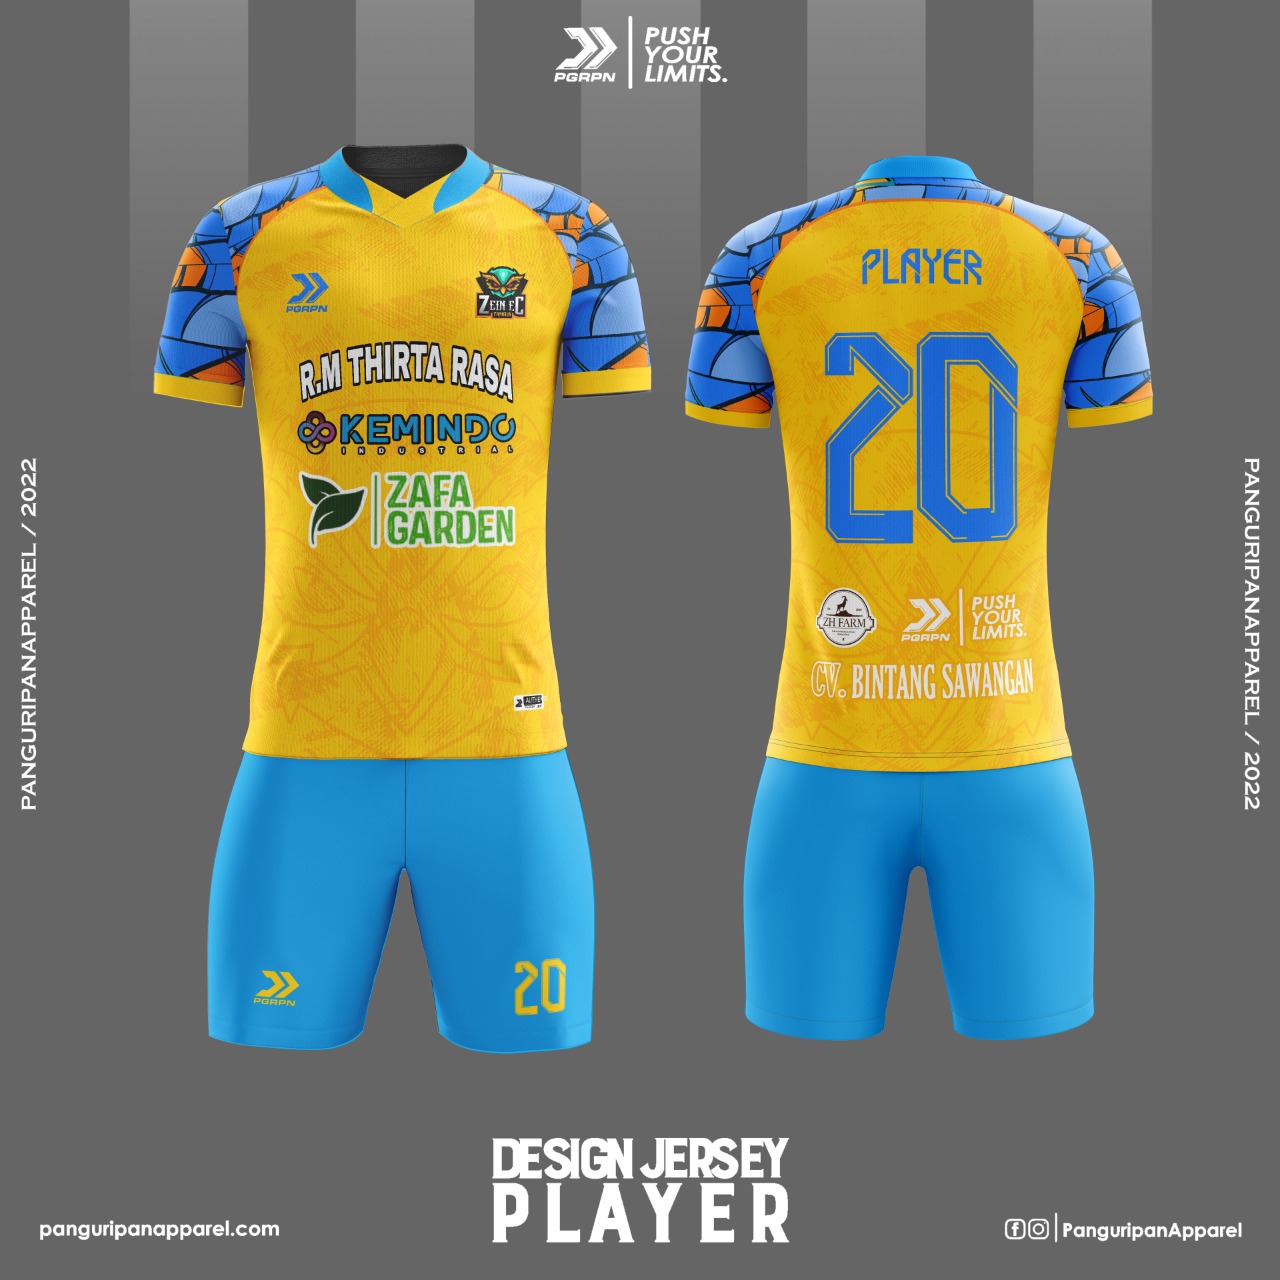 PGRPN
PUSH
YOUR
LIMITS.
PANGURIPANAPPAREL / 2022
PGRPN
ZEIN FC
R.M THIRTA RASA
KEMINDO
INDUSTRIAL
ZAFA
GARDEN
PGRPN
20
PLAYER
20
ZH FARM
PGRPN
PUSH
YOUR
LIMITS.
CV. BINTANG SAWANGAN
PANGURIPANAPPAREL / 2022
DESIGN JERSEY
PLAYER
panguripanapparel.com
PanguripanApparel